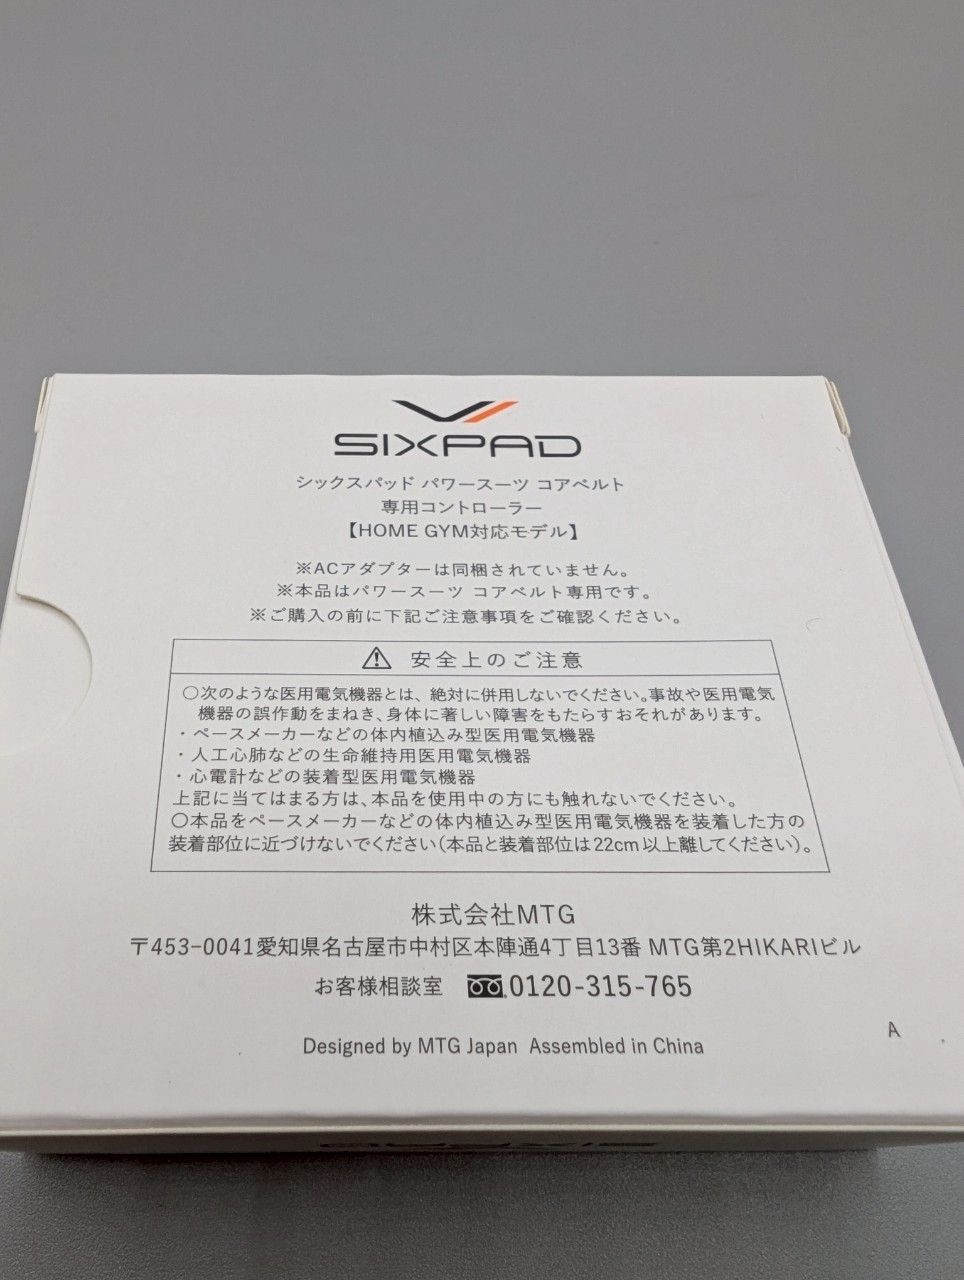 SIXPAD
シックスパッド パワースーツ コアベルト
専用コントローラー
【HOME GYM対応モデル】
※ACアダプターは同梱されていません。
※本品はパワースーツ コアベルト専用です。
※ご購入の前に下記ご注意事項をご確認ください。
安全上のご注意
○次のような医用電気機器とは、絶対に併用しないでください。事故や医用電気
機器の誤作動をまねき、身体に著しい障害をもたらすおそれがあります。
・ペースメーカーなどの体内植込み型医用電気機器
・人工心肺などの生命維持用医用電気機器
・心電計などの装着型医用電気機器
上記に当てはまる方は、本品を使用中の方にも触れないでください。
○本品をペースメーカーなどの体内植込み型医用電気機器を装着した方の
装着部位に近づけないでください(本品と装着部位は22cm以上離してください)。
株式会社MTG
〒453-0041愛知県名古屋市中村区本陣通4丁目13番 MTG第2HIKARIビル
お客様相談室 0120-315-765
Designed by MTG Japan Assembled in China
A
SIXPAD